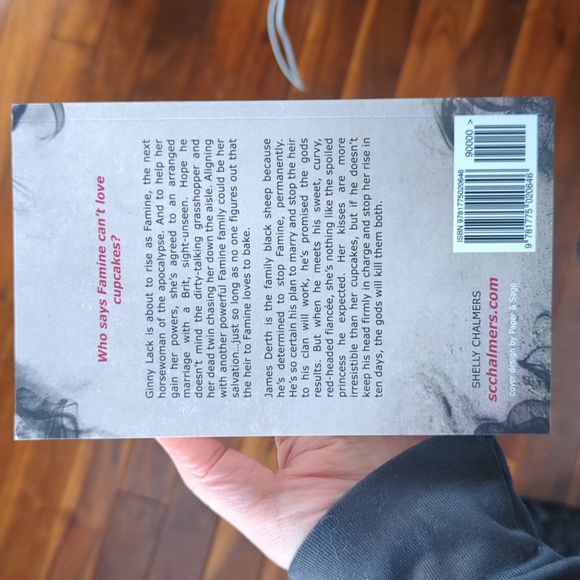 Who says Famine can't love
cupcakes?
Ginny Lack is about to rise as Famine, the next
horsewoman of the apocalypse. And to help her
gain her powers, she's agreed to an arranged
marriage with a Brit, sight-unseen. Hope he
doesn't mind the dirty-talking grasshopper and
her dead twin chasing her down the aisle. Aligning
with another powerful Famine family could be her
salvation...just so long as no one figures out that
the heir to Famine loves to bake.
James Derth is the family black sheep because
he's determined to stop Famine, permanently.
He's so certain his plan to marry and stop the heir
to his clan will work, he's promised the gods
results. But when he meets his sweet, curvy,
red-headed fiancée, she's nothing like the spoiled
princess he expected. Her kisses are more
irresistible than her cupcakes, but if he doesn't
keep his head firmly in charge and stop her rise in
ten days, the gods will kill them both.
SHELLY CHALMERS
scchalmers.com
cover design by Paper & Sage
ISBN 9781775020646
90000 >
9 781775 020646